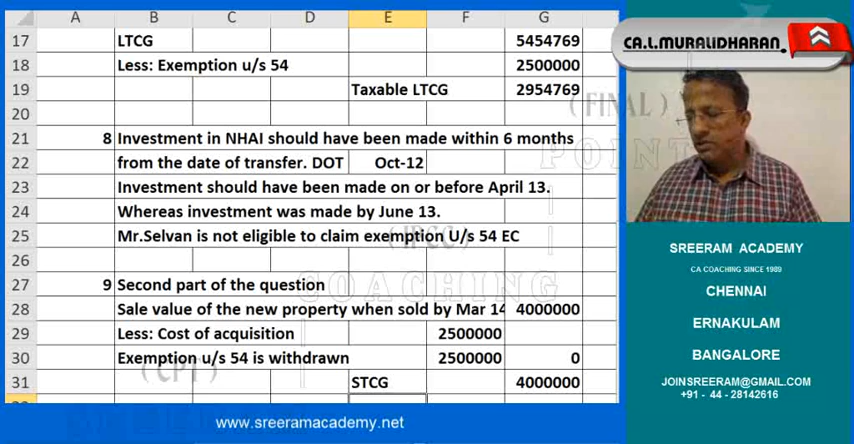 A B C D E F G
17 LTCG 5454769
18 Less: Exemption u/s 54 2500000
19 Taxable LTCG 2954769
20
21 8 Investment in NHAI should have been made within 6 months
22 from the date of transfer. DOT Oct-12
23 Investment should have been made on or before April 13.
24 Whereas investment was made by June 13.
25 Mr.Selvan is not eligible to claim exemption U/s 54 EC
26
27 9 Second part of the question
28 Sale value of the new property when sold by Mar 14 4000000
29 Less: Cost of acquisition 2500000
30 Exemption u/s 54 is withdrawn 2500000 0
31 STCG 4000000
(FINAL)
POINT
(IPCC)
COACHING
(CPT)
www.sreeramacademy.net
CA.L.MURALIDHARAN.
SREERAM ACADEMY
CA COACHING SINCE 1989
CHENNAI
ERNAKULAM
BANGALORE
JOINSREERAM@GMAIL.COM
+91 - 44 - 28142616